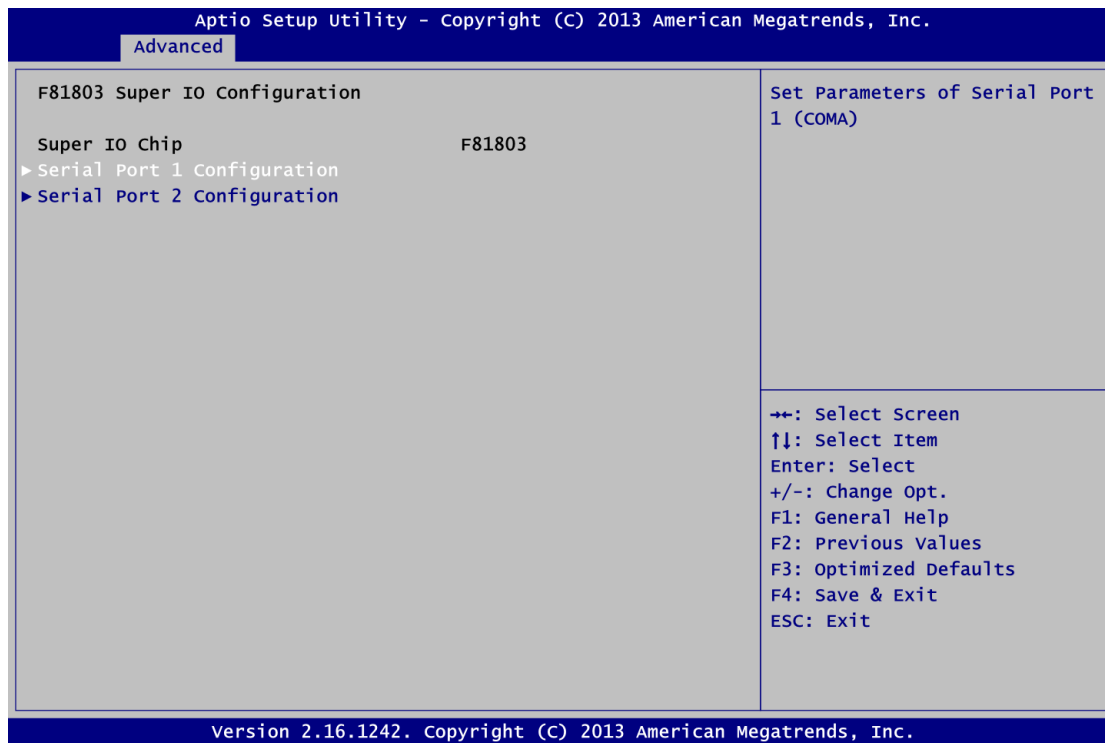 Aptio Setup Utility - Copyright (C) 2013 American Megatrends, Inc.
Advanced
F81803 Super IO Configuration
Super IO Chip F81803
►Serial Port 1 Configuration
►Serial Port 2 Configuration
Set Parameters of Serial Port
1 (COMA)
→←: Select Screen
↑↓: Select Item
Enter: Select
+/-: Change Opt.
F1: General Help
F2: Previous Values
F3: Optimized Defaults
F4: Save & Exit
ESC: Exit
Version 2.16.1242. Copyright (C) 2013 American Megatrends, Inc.